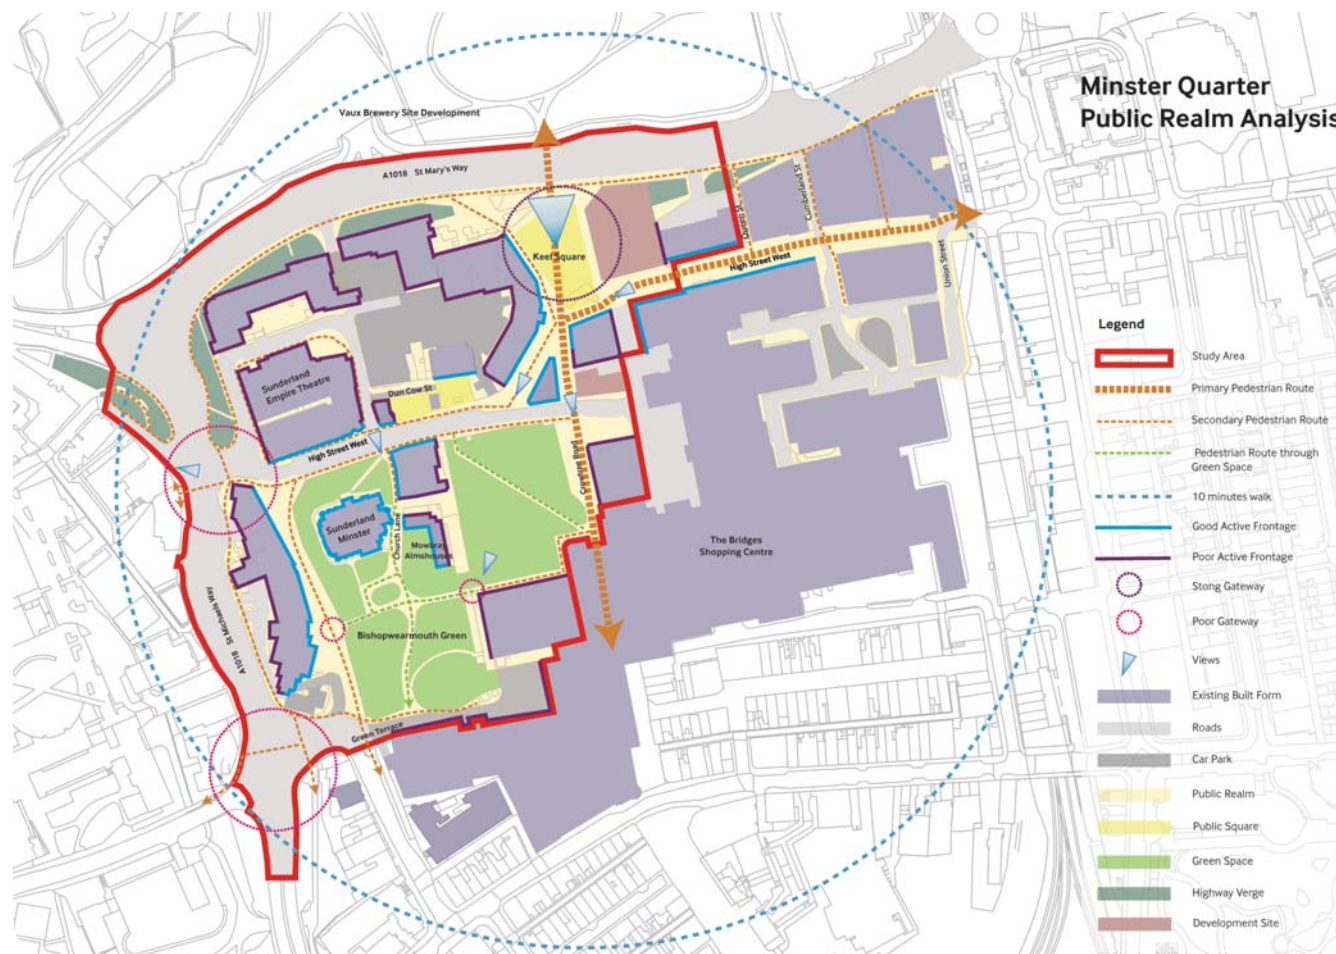 Minster Quarter
Public Realm Analysis
Vaux Brewery Site Development
A1018 St Mary's Way
Keel Square
Dunn St
Cumberland St
High Street West
Union Street
Sunderland
Empire Theatre
Dun Cow St
High Street West
Crowtree Road
Sunderland
Minster
Church Lane
Mowbray
Almshouses
The Bridges
Shopping Centre
A1018 St Michaels Way
Bishopwearmouth Green
Green Terrace
Legend
Study Area
Primary Pedestrian Route
Secondary Pedestrian Route
Pedestrian Route through
Green Space
10 minutes walk
Good Active Frontage
Poor Active Frontage
Stong Gateway
Poor Gateway
Views
Existing Built Form
Roads
Car Park
Public Realm
Public Square
Green Space
Highway Verge
Development Site